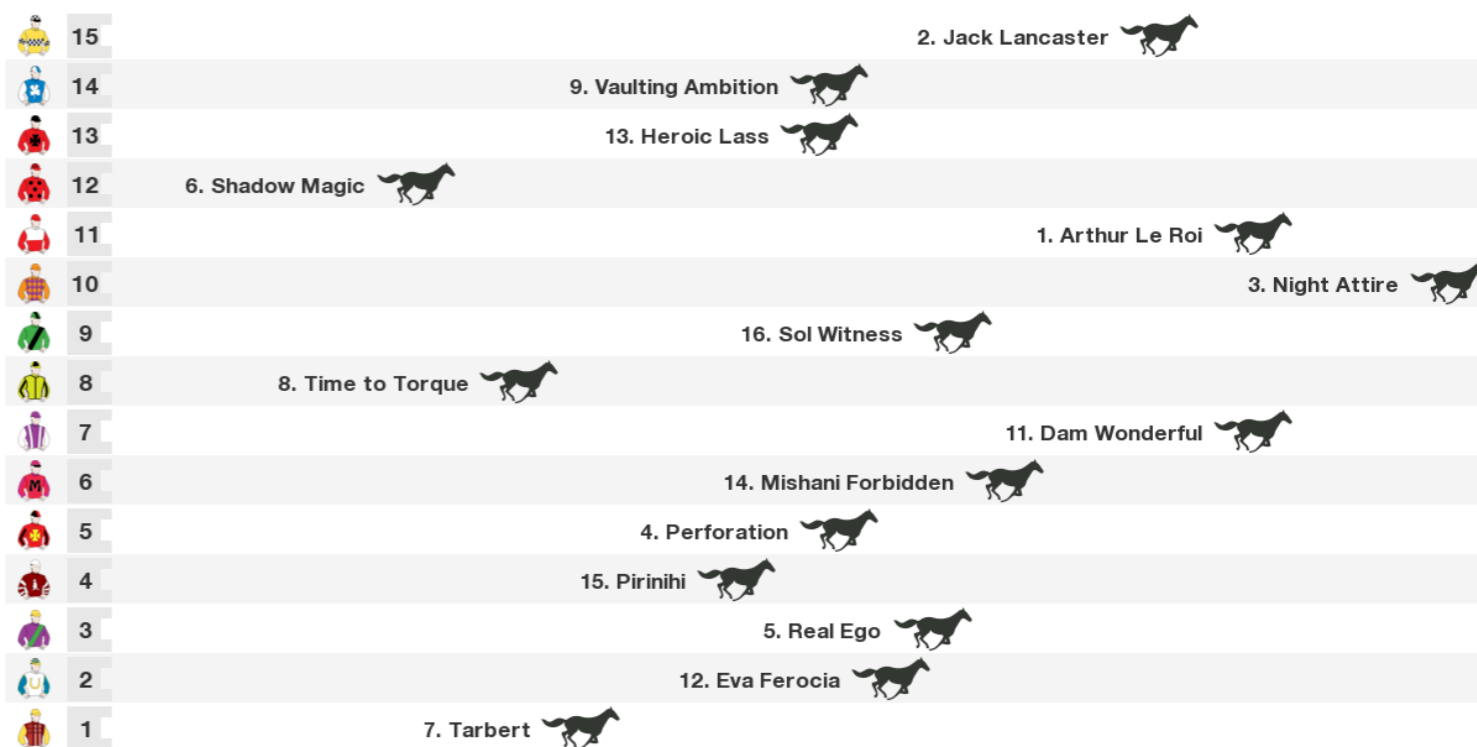 15 2. Jack Lancaster
14 9. Vaulting Ambition
13 13. Heroic Lass
12 6. Shadow Magic
11 1. Arthur Le Roi
10 3. Night Attire
9 16. Sol Witness
8 8. Time to Torque
7 11. Dam Wonderful
M 6 14. Mishani Forbidden
5 4. Perforation
4 15. Pirinihi
3 5. Real Ego
2 12. Eva Ferocia
1 7. Tarbert